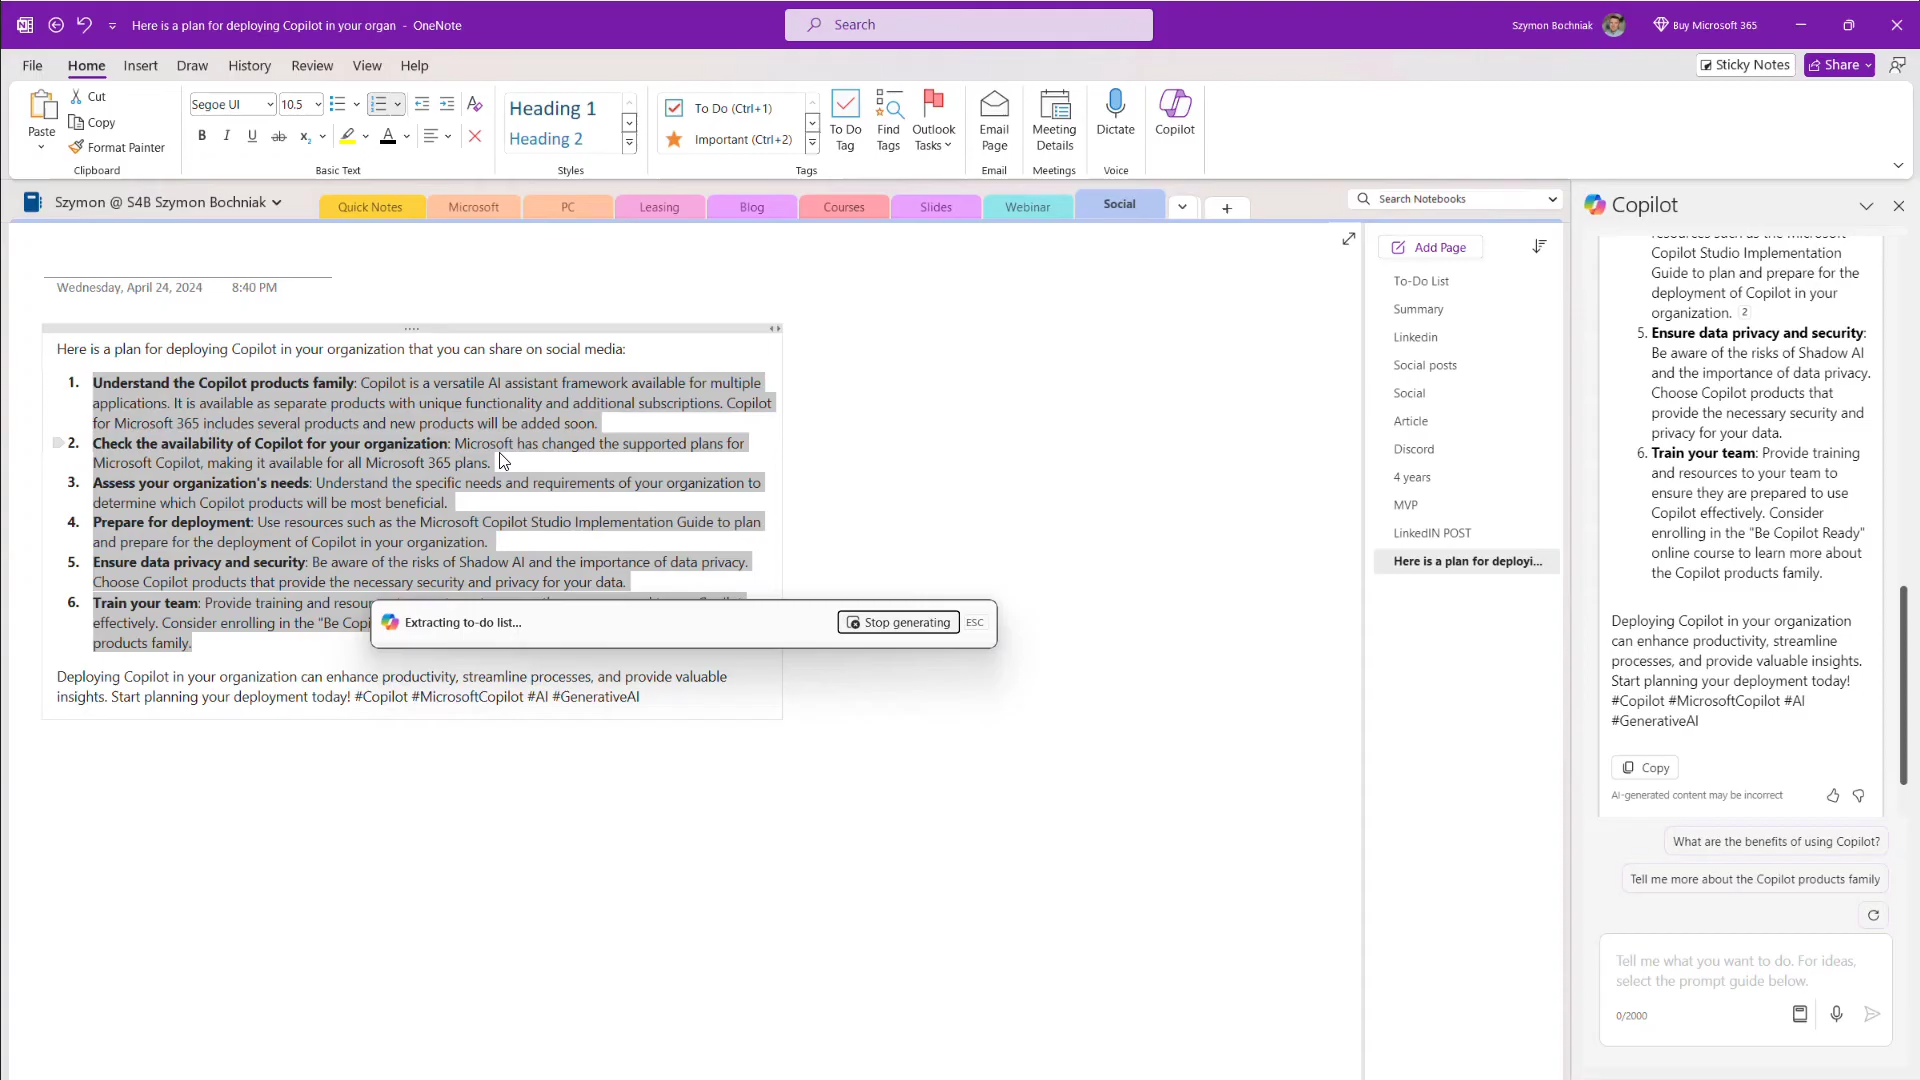 Here is a plan for deploying Copilot in your organ - OneNote
Search
Szymon Bochniak
Buy Microsoft 365
File Home Insert Draw History Review View Help
Sticky Notes
Share
Paste
Cut
Copy
Format Painter
Clipboard
Segoe UI 10.5
B I U ab x₂ A
Basic Text
Heading 1
Heading 2
Styles
To Do (Ctrl+1)
Important (Ctrl+2)
To Do Tag
Find Tags
Outlook Tasks
Tags
Email Page
Email
Meeting Details
Meetings
Dictate
Voice
Copilot
Szymon @ S4B Szymon Bochniak
Quick Notes Microsoft PC Leasing Blog Courses Slides Webinar Social
+
Search Notebooks
Wednesday, April 24, 2024 8:40 PM
Here is a plan for deploying Copilot in your organization that you can share on social media:
1. Understand the Copilot products family: Copilot is a versatile AI assistant framework available for multiple
applications. It is available as separate products with unique functionality and additional subscriptions. Copilot
for Microsoft 365 includes several products and new products will be added soon.
2. Check the availability of Copilot for your organization: Microsoft has changed the supported plans for
Microsoft Copilot, making it available for all Microsoft 365 plans.
3. Assess your organization's needs: Understand the specific needs and requirements of your organization to
determine which Copilot products will be most beneficial.
4. Prepare for deployment: Use resources such as the Microsoft Copilot Studio Implementation Guide to plan
and prepare for the deployment of Copilot in your organization.
5. Ensure data privacy and security: Be aware of the risks of Shadow AI and the importance of data privacy.
Choose Copilot products that provide the necessary security and privacy for your data.
6. Train your team: Provide training and
effectively. Consider enrolling in the "Be
products family.
Extracting to-do list...
Stop generating
ESC
Deploying Copilot in your organization can enhance productivity, streamline processes, and provide valuable
insights. Start planning your deployment today! #Copilot #MicrosoftCopilot #AI #GenerativeAI
Add Page
To-Do List
Summary
Linkedin
Social posts
Social
Article
Discord
4 years
MVP
LinkedIN POST
Here is a plan for deployi...
Copilot
resources such as the Microsoft
Copilot Studio Implementation
Guide to plan and prepare for the
deployment of Copilot in your
organization. 2
5. Ensure data privacy and security:
Be aware of the risks of Shadow AI
and the importance of data privacy.
Choose Copilot products that
provide the necessary security and
privacy for your data.
6. Train your team: Provide training
and resources to your team to
ensure they are prepared to use
Copilot effectively. Consider
enrolling in the "Be Copilot Ready"
online course to learn more about
the Copilot products family.
Deploying Copilot in your organization
can enhance productivity, streamline
processes, and provide valuable insights.
Start planning your deployment today!
#Copilot #MicrosoftCopilot #AI
#GenerativeAI
Copy
AI-generated content may be incorrect
What are the benefits of using Copilot?
Tell me more about the Copilot products family
Tell me what you want to do. For ideas,
select the prompt guide below.
0/2000